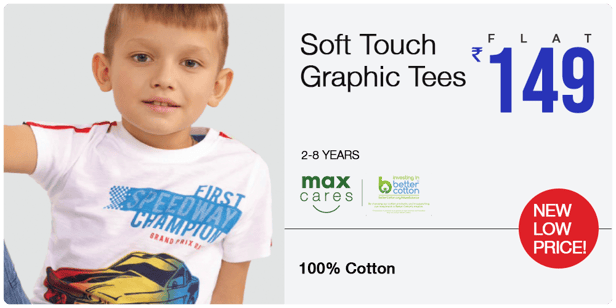 Soft Touch
Graphic Tees
FLAT
₹149
2-8 YEARS
max
cares
investing in
better
cotton
NEW
LOW
PRICE!
100% Cotton
FIRST
SPEEDWAY
CHAMPION
GRAND PRIX